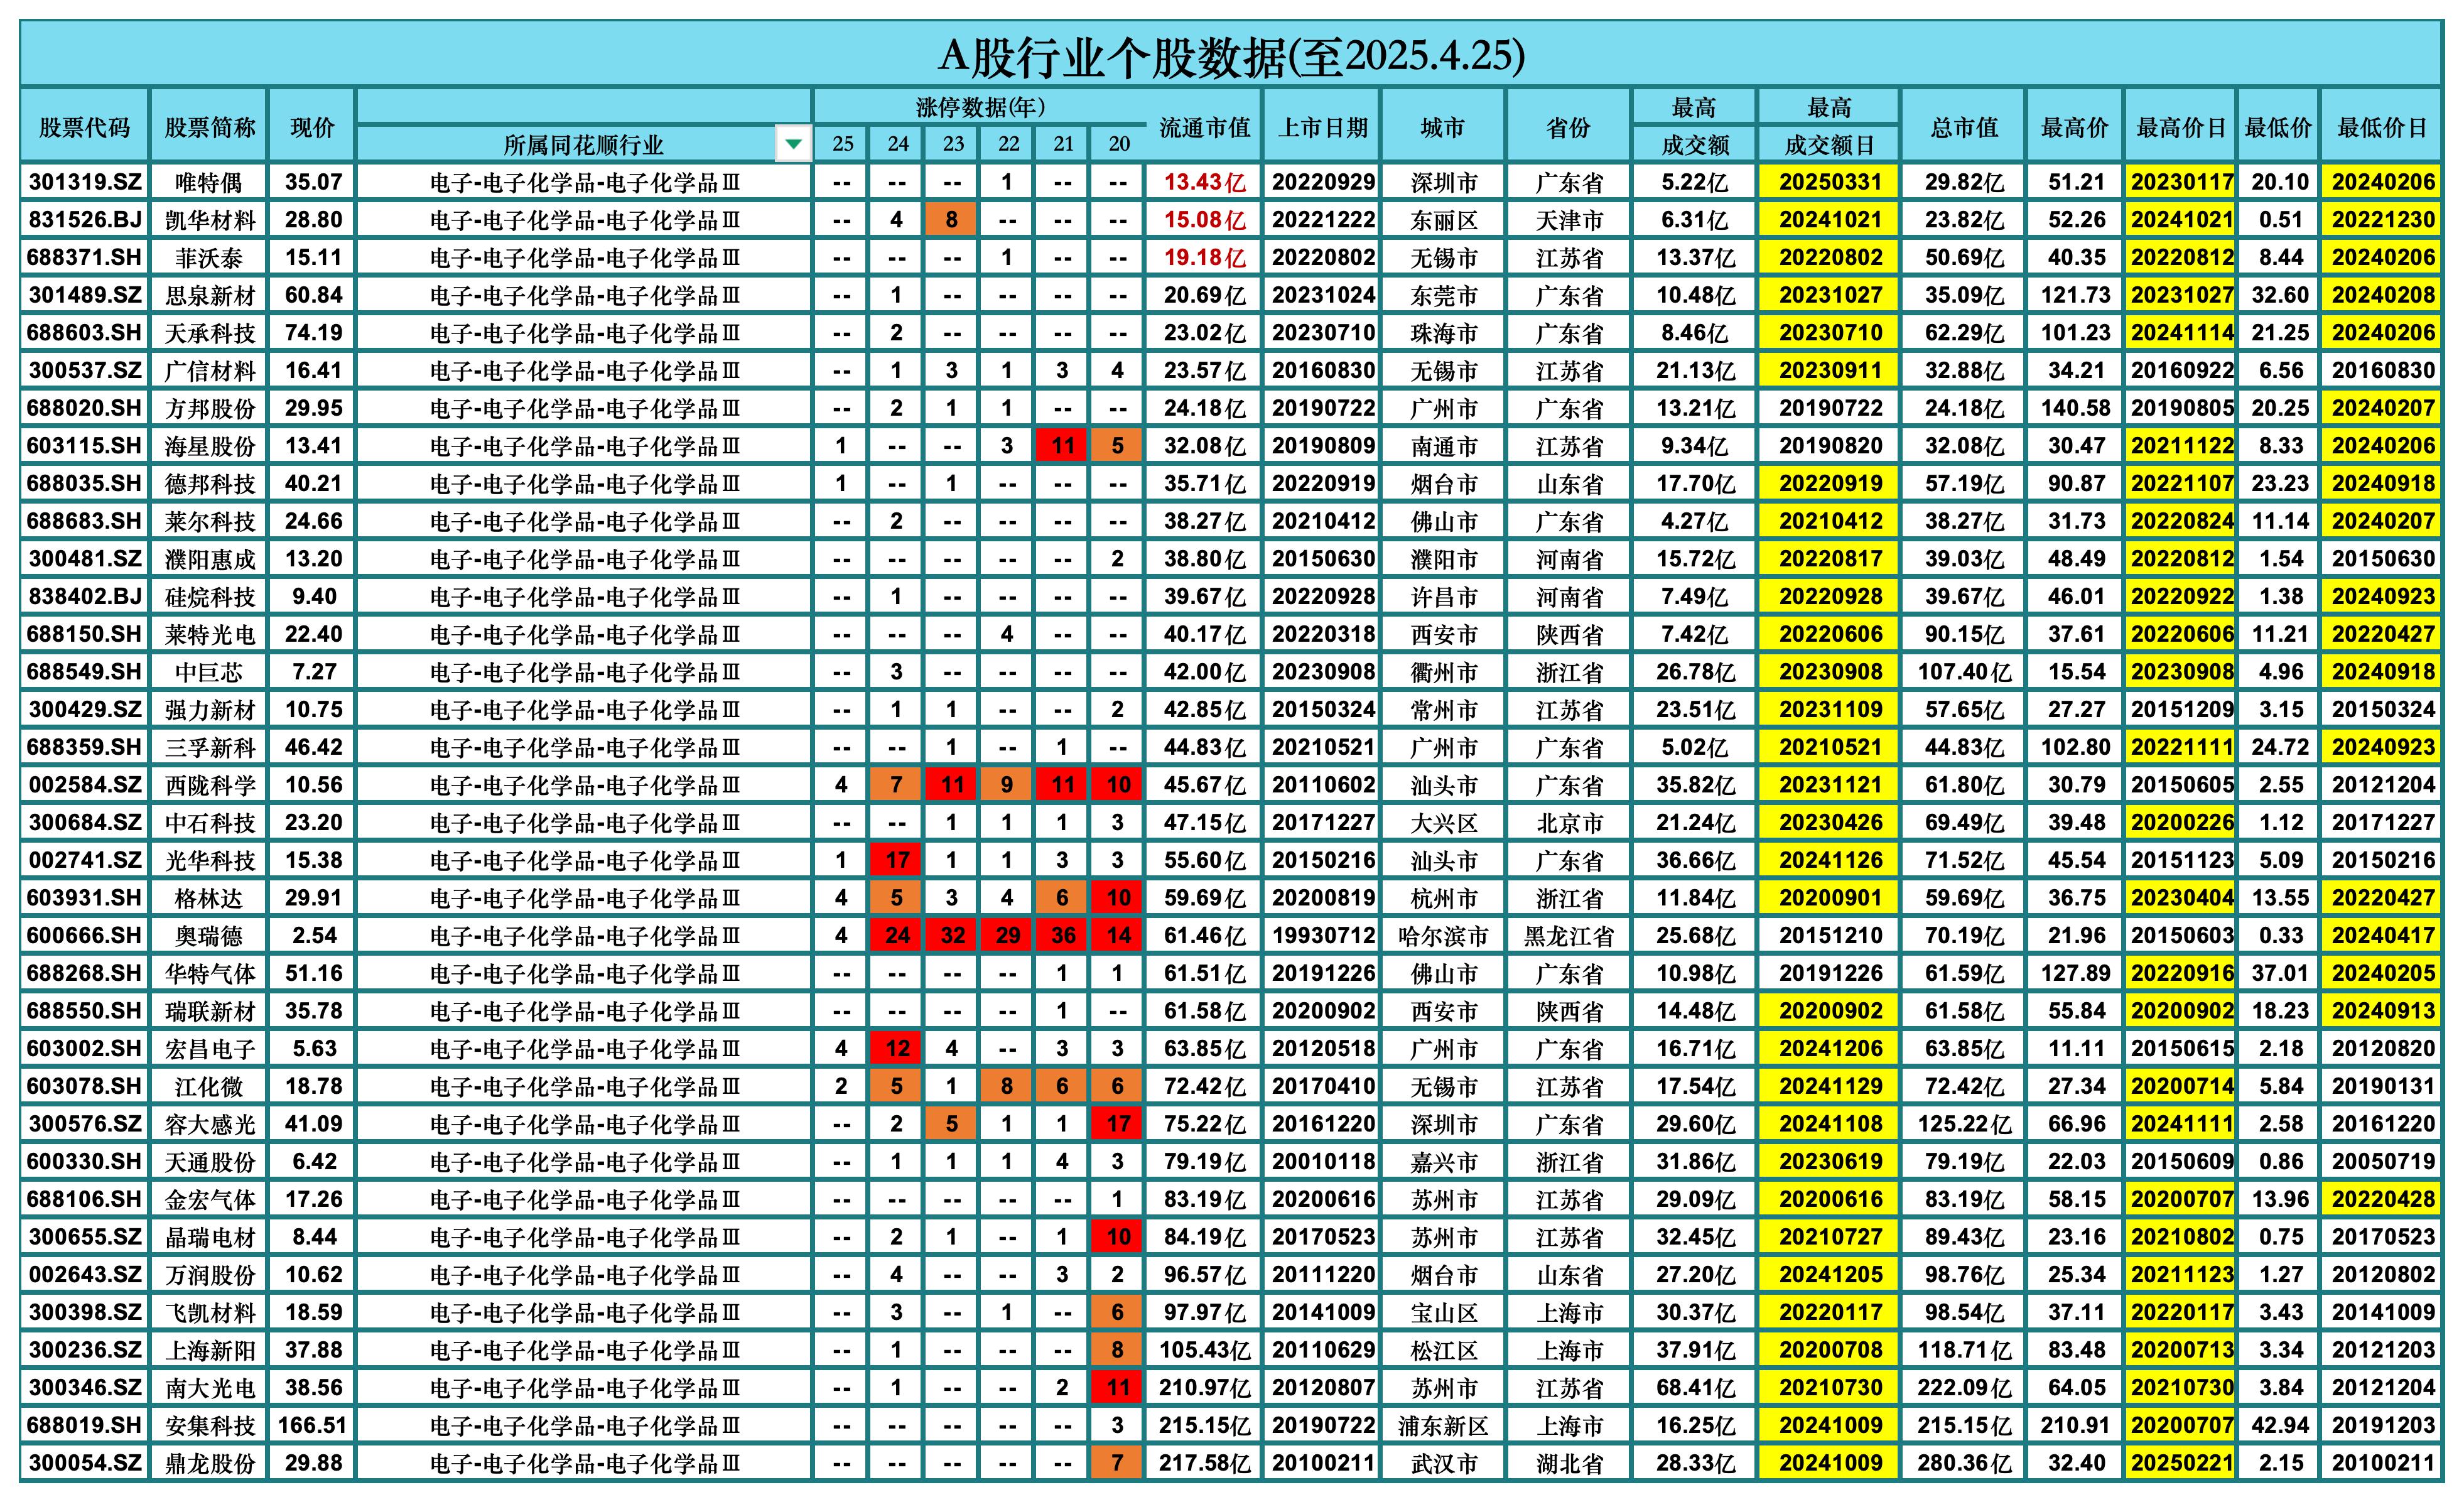 A股行业个股数据(至2025.4.25)
股票代码 股票简称 现价 所属同花顺行业 涨停数据(年) 25 24 23 22 21 20 流通市值 上市日期 城市 省份 最高成交额 最高成交额日 总市值 最高价 最高价日 最低价 最低价日
301319.SZ 唯特偶 35.07 电子-电子化学品-电子化学品Ⅲ -- -- -- 1 -- -- 13.43亿 20220929 深圳市 广东省 5.22亿 20250331 29.82亿 51.21 20230117 20.10 20240206
831526.BJ 凯华材料 28.80 电子-电子化学品-电子化学品Ⅲ -- 4 8 -- -- -- 15.08亿 20221222 东丽区 天津市 6.31亿 20241021 23.82亿 52.26 20241021 0.51 20221230
688371.SH 菲沃泰 15.11 电子-电子化学品-电子化学品Ⅲ -- -- -- 1 -- -- 19.18亿 20220802 无锡市 江苏省 13.37亿 20220802 50.69亿 40.35 20220812 8.44 20240206
301489.SZ 思泉新材 60.84 电子-电子化学品-电子化学品Ⅲ -- 1 -- -- -- -- 20.69亿 20231024 东莞市 广东省 10.48亿 20231027 35.09亿 121.73 20231027 32.60 20240208
688603.SH 天承科技 74.19 电子-电子化学品-电子化学品Ⅲ -- 2 -- -- -- -- 23.02亿 20230710 珠海市 广东省 8.46亿 20230710 62.29亿 101.23 20241114 21.25 20240206
300537.SZ 广信材料 16.41 电子-电子化学品-电子化学品Ⅲ -- 1 3 1 3 4 23.57亿 20160830 无锡市 江苏省 21.13亿 20230911 32.88亿 34.21 20160922 6.56 20160830
688020.SH 方邦股份 29.95 电子-电子化学品-电子化学品Ⅲ -- 2 1 1 -- -- 24.18亿 20190722 广州市 广东省 13.21亿 20190722 24.18亿 140.58 20190805 20.25 20240207
603115.SH 海星股份 13.41 电子-电子化学品-电子化学品Ⅲ 1 -- -- 3 11 5 32.08亿 20190809 南通市 江苏省 9.34亿 20190820 32.08亿 30.47 20211122 8.33 20240206
688035.SH 德邦科技 40.21 电子-电子化学品-电子化学品Ⅲ 1 -- 1 -- -- -- 35.71亿 20220919 烟台市 山东省 17.70亿 20220919 57.19亿 90.87 20221107 23.23 20240918
688683.SH 莱尔科技 24.66 电子-电子化学品-电子化学品Ⅲ -- 2 -- -- -- -- 38.27亿 20210412 佛山市 广东省 4.27亿 20210412 38.27亿 31.73 20220824 11.14 20240207
300481.SZ 濮阳惠成 13.20 电子-电子化学品-电子化学品Ⅲ -- -- -- -- -- 2 38.80亿 20150630 濮阳市 河南省 15.72亿 20220817 39.03亿 48.49 20220812 1.54 20150630
838402.BJ 硅烷科技 9.40 电子-电子化学品-电子化学品Ⅲ -- 1 -- -- -- -- 39.67亿 20220928 许昌市 河南省 7.49亿 20220928 39.67亿 46.01 20220922 1.38 20240923
688150.SH 莱特光电 22.40 电子-电子化学品-电子化学品Ⅲ -- -- -- 4 -- -- 40.17亿 20220318 西安市 陕西省 7.42亿 20220606 90.15亿 37.61 20220606 11.21 20220427
688549.SH 中巨芯 7.27 电子-电子化学品-电子化学品Ⅲ -- 3 -- -- -- -- 42.00亿 20230908 衢州市 浙江省 26.78亿 20230908 107.40亿 15.54 20230908 4.96 20240918
300429.SZ 强力新材 10.75 电子-电子化学品-电子化学品Ⅲ -- 1 1 -- -- 2 42.85亿 20150324 常州市 江苏省 23.51亿 20231109 57.65亿 27.27 20151209 3.15 20150324
688359.SH 三孚新科 46.42 电子-电子化学品-电子化学品Ⅲ -- -- 1 -- 1 -- 44.83亿 20210521 广州市 广东省 5.02亿 20210521 44.83亿 102.80 20221111 24.72 20240923
002584.SZ 西陇科学 10.56 电子-电子化学品-电子化学品Ⅲ 4 7 11 9 11 10 45.67亿 20110602 汕头市 广东省 35.82亿 20231121 61.80亿 30.79 20150605 2.55 20121204
300684.SZ 中石科技 23.20 电子-电子化学品-电子化学品Ⅲ -- -- 1 1 1 3 47.15亿 20171227 大兴区 北京市 21.24亿 20230426 69.49亿 39.48 20200226 1.12 20171227
002741.SZ 光华科技 15.38 电子-电子化学品-电子化学品Ⅲ 1 17 1 1 3 3 55.60亿 20150216 汕头市 广东省 36.66亿 20241126 71.52亿 45.54 20151123 5.09 20150216
603931.SH 格林达 29.91 电子-电子化学品-电子化学品Ⅲ 4 5 3 4 6 10 59.69亿 20200819 杭州市 浙江省 11.84亿 20200901 59.69亿 36.75 20230404 13.55 20220427
600666.SH 奥瑞德 2.54 电子-电子化学品-电子化学品Ⅲ 4 24 32 29 36 14 61.46亿 19930712 哈尔滨市 黑龙江省 25.68亿 20151210 70.19亿 21.96 20150603 0.33 20240417
688268.SH 华特气体 51.16 电子-电子化学品-电子化学品Ⅲ -- -- -- -- 1 1 61.51亿 20191226 佛山市 广东省 10.98亿 20191226 61.59亿 127.89 20220916 37.01 20240205
688550.SH 瑞联新材 35.78 电子-电子化学品-电子化学品Ⅲ -- -- -- -- 1 -- 61.58亿 20200902 西安市 陕西省 14.48亿 20200902 61.58亿 55.84 20200902 18.23 20240913
603002.SH 宏昌电子 5.63 电子-电子化学品-电子化学品Ⅲ 4 12 4 -- 3 3 63.85亿 20120518 广州市 广东省 16.71亿 20241206 63.85亿 11.11 20150615 2.18 20120820
603078.SH 江化微 18.78 电子-电子化学品-电子化学品Ⅲ 2 5 1 8 6 6 72.42亿 20170410 无锡市 江苏省 17.54亿 20241129 72.42亿 27.34 20200714 5.84 20190131
300576.SZ 容大感光 41.09 电子-电子化学品-电子化学品Ⅲ -- 2 5 1 1 17 75.22亿 20161220 深圳市 广东省 29.60亿 20241108 125.22亿 66.96 20241111 2.58 20161220
600330.SH 天通股份 6.42 电子-电子化学品-电子化学品Ⅲ -- 1 1 1 4 3 79.19亿 20010118 嘉兴市 浙江省 31.86亿 20230619 79.19亿 22.03 20150609 0.86 20050719
688106.SH 金宏气体 17.26 电子-电子化学品-电子化学品Ⅲ -- -- -- -- -- 1 83.19亿 20200616 苏州市 江苏省 29.09亿 20200616 83.19亿 58.15 20200707 13.96 20220428
300655.SZ 晶瑞电材 8.44 电子-电子化学品-电子化学品Ⅲ -- 2 1 -- 1 10 84.19亿 20170523 苏州市 江苏省 32.45亿 20210727 89.43亿 23.16 20210802 0.75 20170523
002643.SZ 万润股份 10.62 电子-电子化学品-电子化学品Ⅲ -- 4 -- -- 3 2 96.57亿 20111220 烟台市 山东省 27.20亿 20241205 98.76亿 25.34 20211123 1.27 20120802
300398.SZ 飞凯材料 18.59 电子-电子化学品-电子化学品Ⅲ -- 3 -- 1 -- 6 97.97亿 20141009 宝山区 上海市 30.37亿 20220117 98.54亿 37.11 20220117 3.43 20141009
300236.SZ 上海新阳 37.88 电子-电子化学品-电子化学品Ⅲ -- 1 -- -- -- 8 105.43亿 20110629 松江区 上海市 37.91亿 20200708 118.71亿 83.48 20200713 3.34 20121203
300346.SZ 南大光电 38.56 电子-电子化学品-电子化学品Ⅲ -- 1 -- -- 2 11 210.97亿 20120807 苏州市 江苏省 68.41亿 20210730 222.09亿 64.05 20210730 3.84 20121204
688019.SH 安集科技 166.51 电子-电子化学品-电子化学品Ⅲ -- -- -- -- -- 3 215.15亿 20190722 浦东新区 上海市 16.25亿 20241009 215.15亿 210.91 20200707 42.94 20191203
300054.SZ 鼎龙股份 29.88 电子-电子化学品-电子化学品Ⅲ -- -- -- -- -- 7 217.58亿 20100211 武汉市 湖北省 28.33亿 20241009 280.36亿 32.40 20250221 2.15 20100211